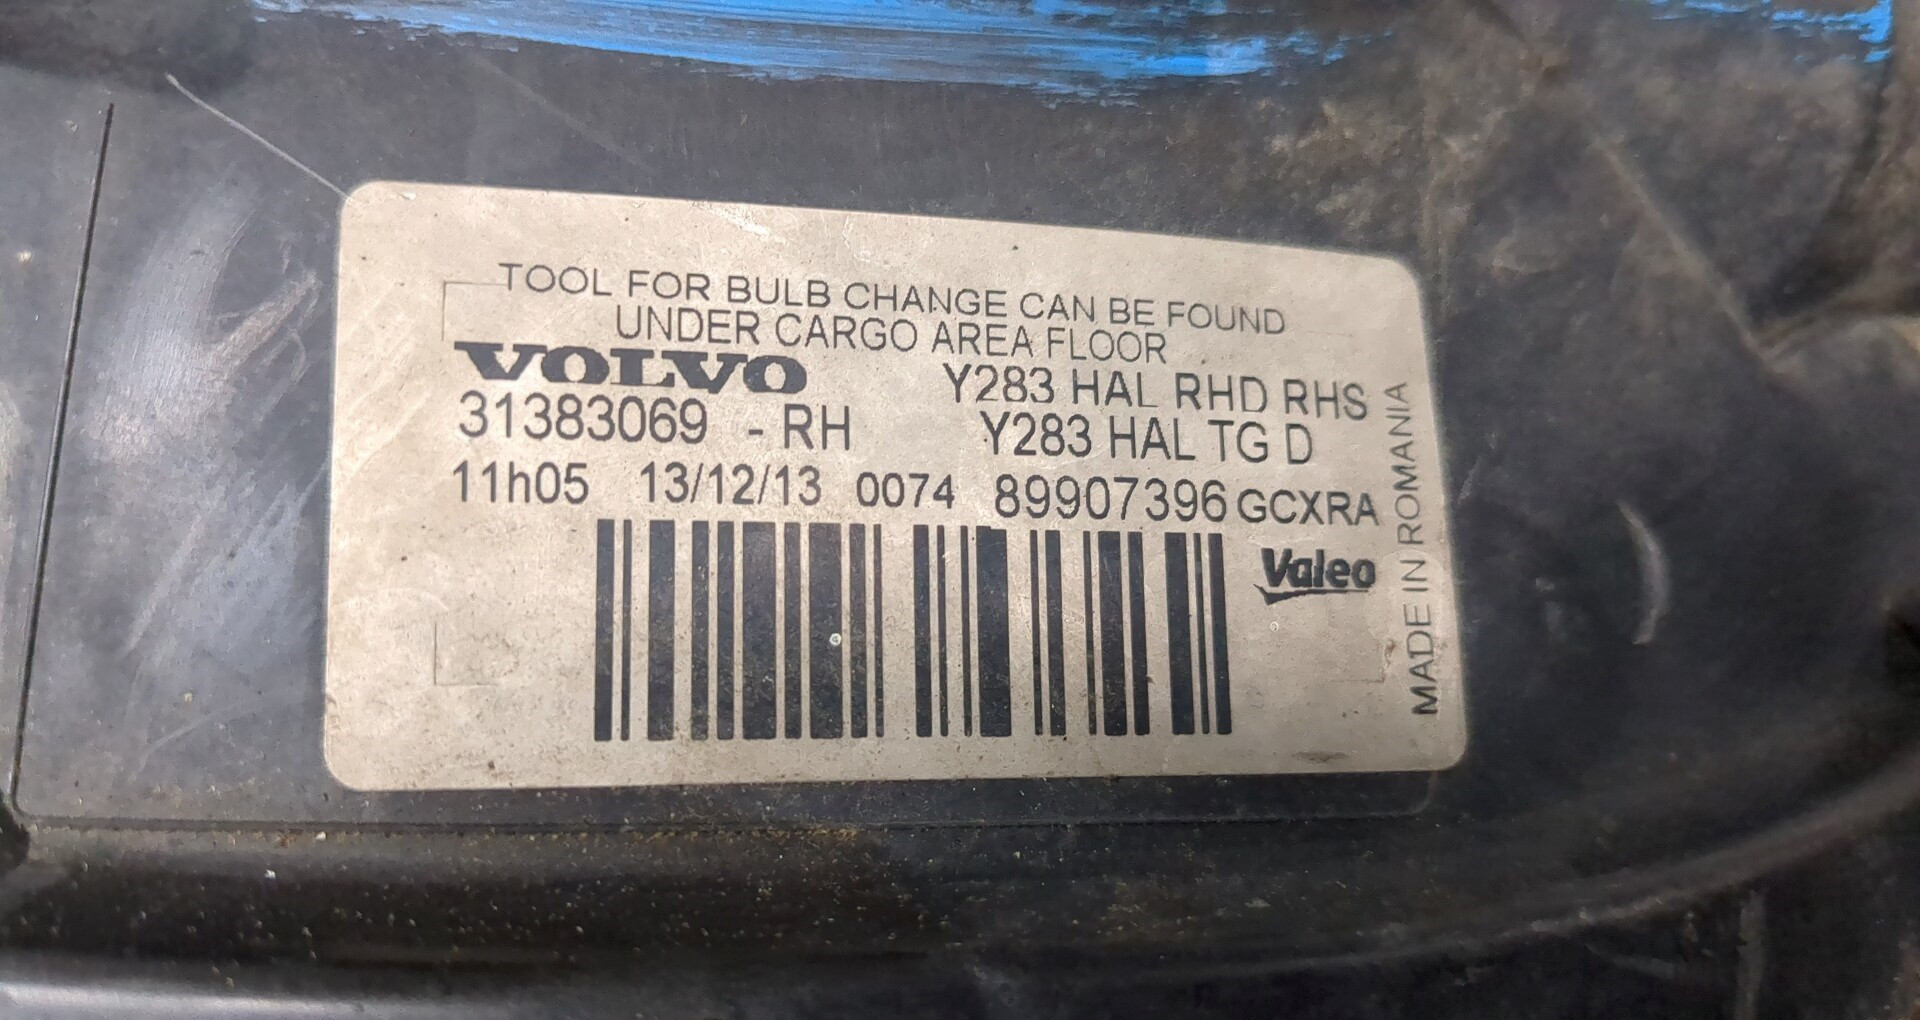 TOOL FOR BULB CHANGE CAN BE FOUND
UNDER CARGO AREA FLOOR
VOLVO Y283 HAL RHD RHS
31383069 - RH Y283 HAL TG D
11h05 13/12/13 0074 89907396 GCXRA
Valeo
MADE IN ROMANIA